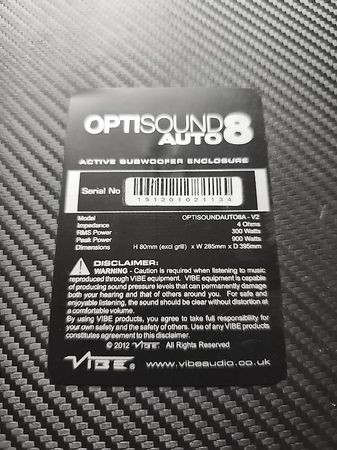 OPTISOUND
AUTO 8
ACTIVE SUBWOOFER ENCLOSURE
Serial No 151201021134
Model OPTISOUNDAUTO8A - V2
Impedance 4 Ohms
RMS Power 300 Watts
Peak Power 900 Watts
Dimensions H 80mm (excl grill) x W 285mm x D 395mm
DISCLAIMER:
WARNING - Caution is required when listening to music
reproduced through VIBE equipment. VIBE equipment is capable
of producing sound pressure levels that can permanently damage
both your hearing and that of others around you. For safe and
enjoyable listening, the sound should be clear without distortion at
a comfortable volume.
By using VIBE products, you agree to take full responsibility for
your own safety and the safety of others. Use of any VIBE products
constitutes agreement to this disclaimer.
© 2012 VIBE. All Rights Reserved
VIBE® www.vibeaudio.co.uk